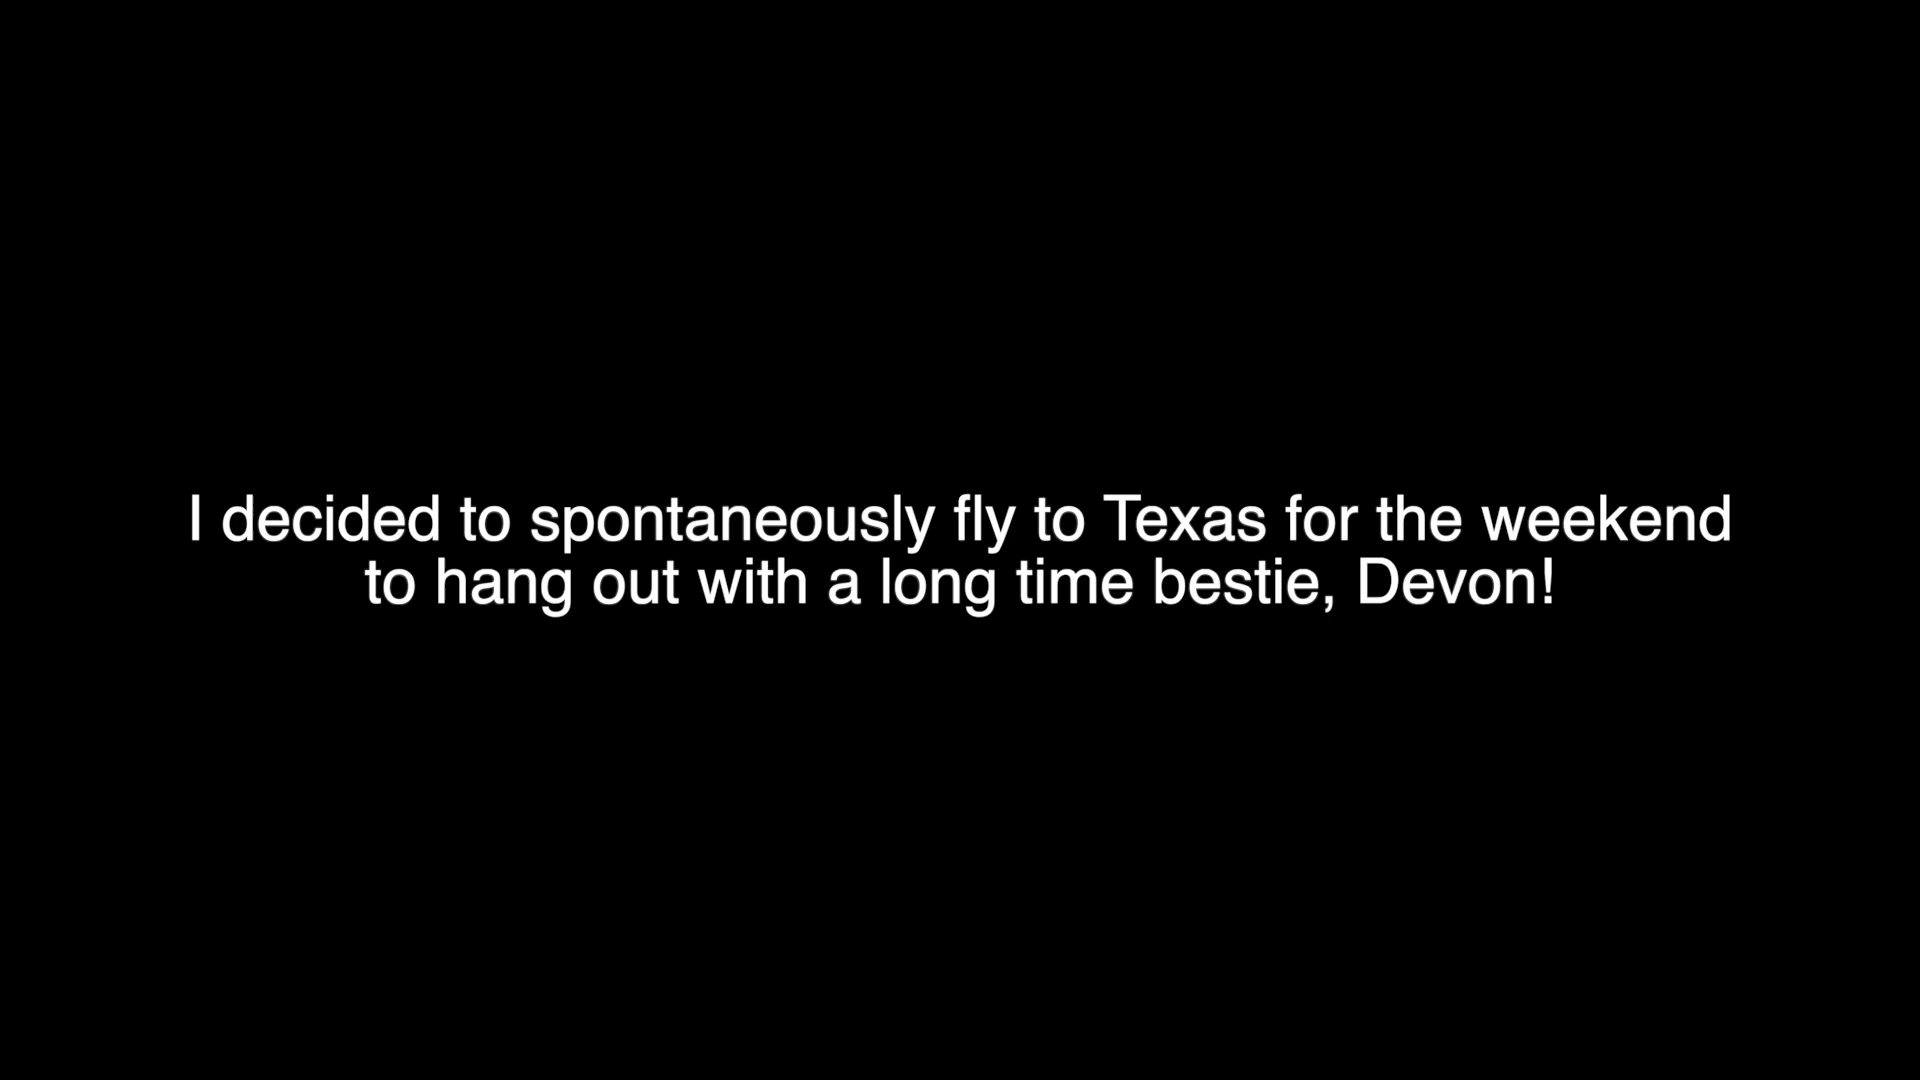 I decided to spontaneously fly to Texas for the weekend
to hang out with a long time bestie, Devon!